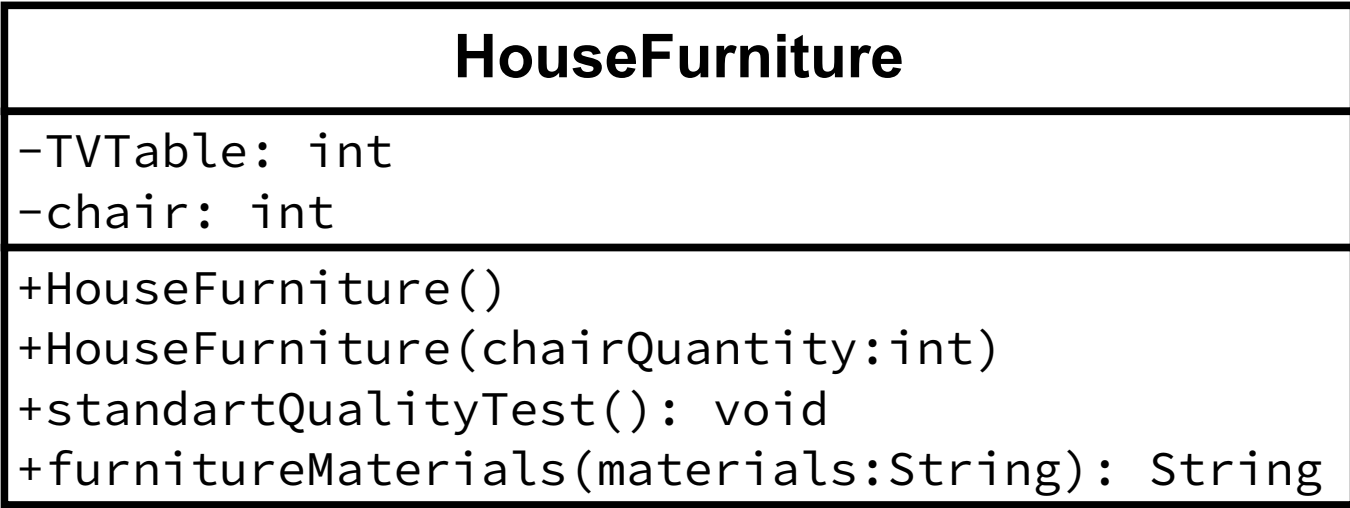 HouseFurniture
-TVTable: int
-chair: int
+HouseFurniture()
+HouseFurniture(chairQuantity:int)
+standartQualityTest(): void
+furnitureMaterials(materials:String): String